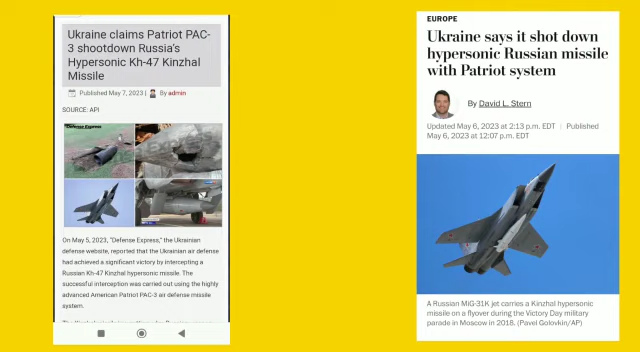 Ukraine claims Patriot PAC-
3 shootdown Russia's
Hypersonic Kh-47 Kinzhal
Missile
Published May 7, 2023 | By admin
SOURCE: API
Defense Express
On May 5, 2023, "Defense Express," the Ukrainian
defense website, reported that the Ukrainian air defense
had achieved a significant victory by intercepting a
Russian Kh-47 Kinzhal hypersonic missile. The
successful interception was carried out using the highly
advanced American Patriot PAC-3 air defense missile
system.
EUROPE
Ukraine says it shot down
hypersonic Russian missile
with Patriot system
By David L. Stern
Updated May 6, 2023 at 2:13 p.m. EDT | Published
May 6, 2023 at 12:07 p.m. EDT
A Russian MiG-31K jet carries a Kinzhal hypersonic
missile on a flyover during the Victory Day military
parade in Moscow in 2018. (Pavel Golovkin/AP)